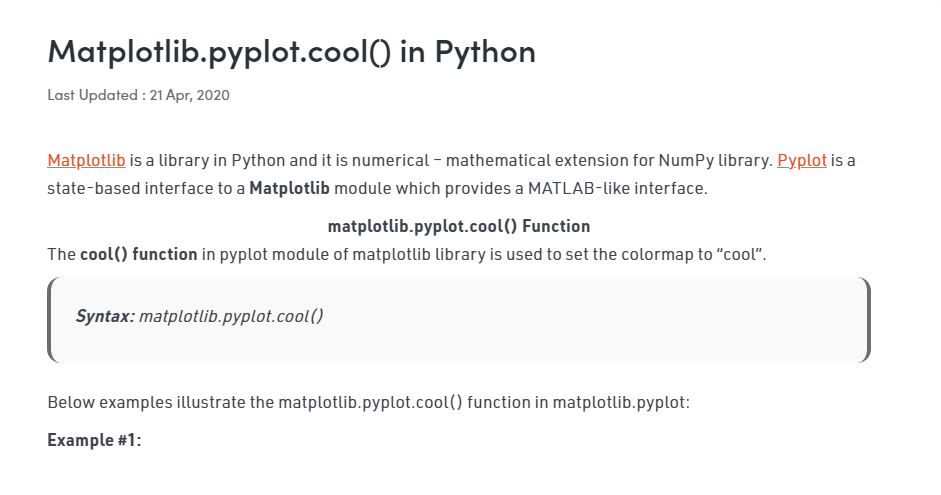 Matplotlib.pyplot.cool() in Python
Last Updated : 21 Apr, 2020
Matplotlib is a library in Python and it is numerical – mathematical extension for NumPy library. Pyplot is a
state-based interface to a Matplotlib module which provides a MATLAB-like interface.
matplotlib.pyplot.cool() Function
The cool() function in pyplot module of matplotlib library is used to set the colormap to “cool”.
Syntax: matplotlib.pyplot.cool()
Below examples illustrate the matplotlib.pyplot.cool() function in matplotlib.pyplot:
Example #1: